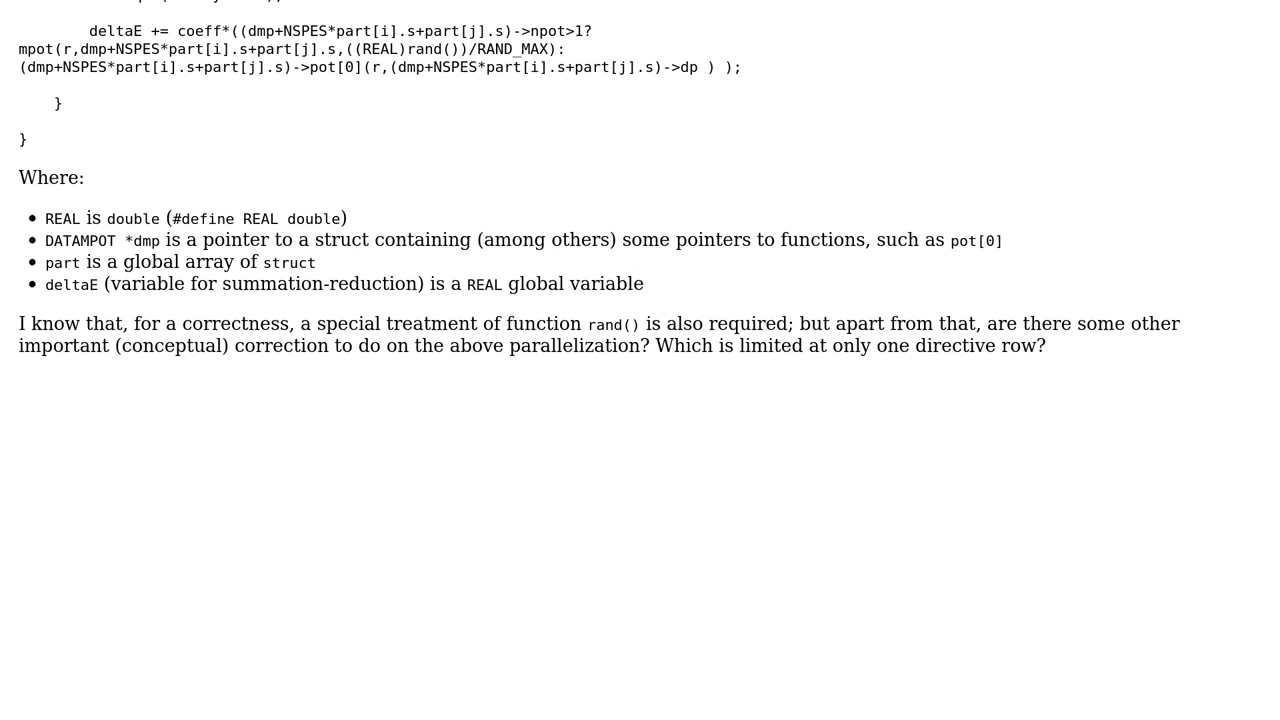 deltaE += coeff*((dmp+NSPES*part[i].s+part[j].s)->npot>1?
mpot(r,dmp+NSPES*part[i].s+part[j].s,((REAL)rand())/RAND_MAX):
(dmp+NSPES*part[i].s+part[j].s)->pot[0](r,(dmp+NSPES*part[i].s+part[j].s)->dp ) );
}
}
Where:
REAL is double (#define REAL double)
DATAMPOT *dmp is a pointer to a struct containing (among others) some pointers to functions, such as pot[0]
part is a global array of struct
deltaE (variable for summation-reduction) is a REAL global variable
I know that, for a correctness, a special treatment of function rand() is also required; but apart from that, are there some other
important (conceptual) correction to do on the above parallelization? Which is limited at only one directive row?